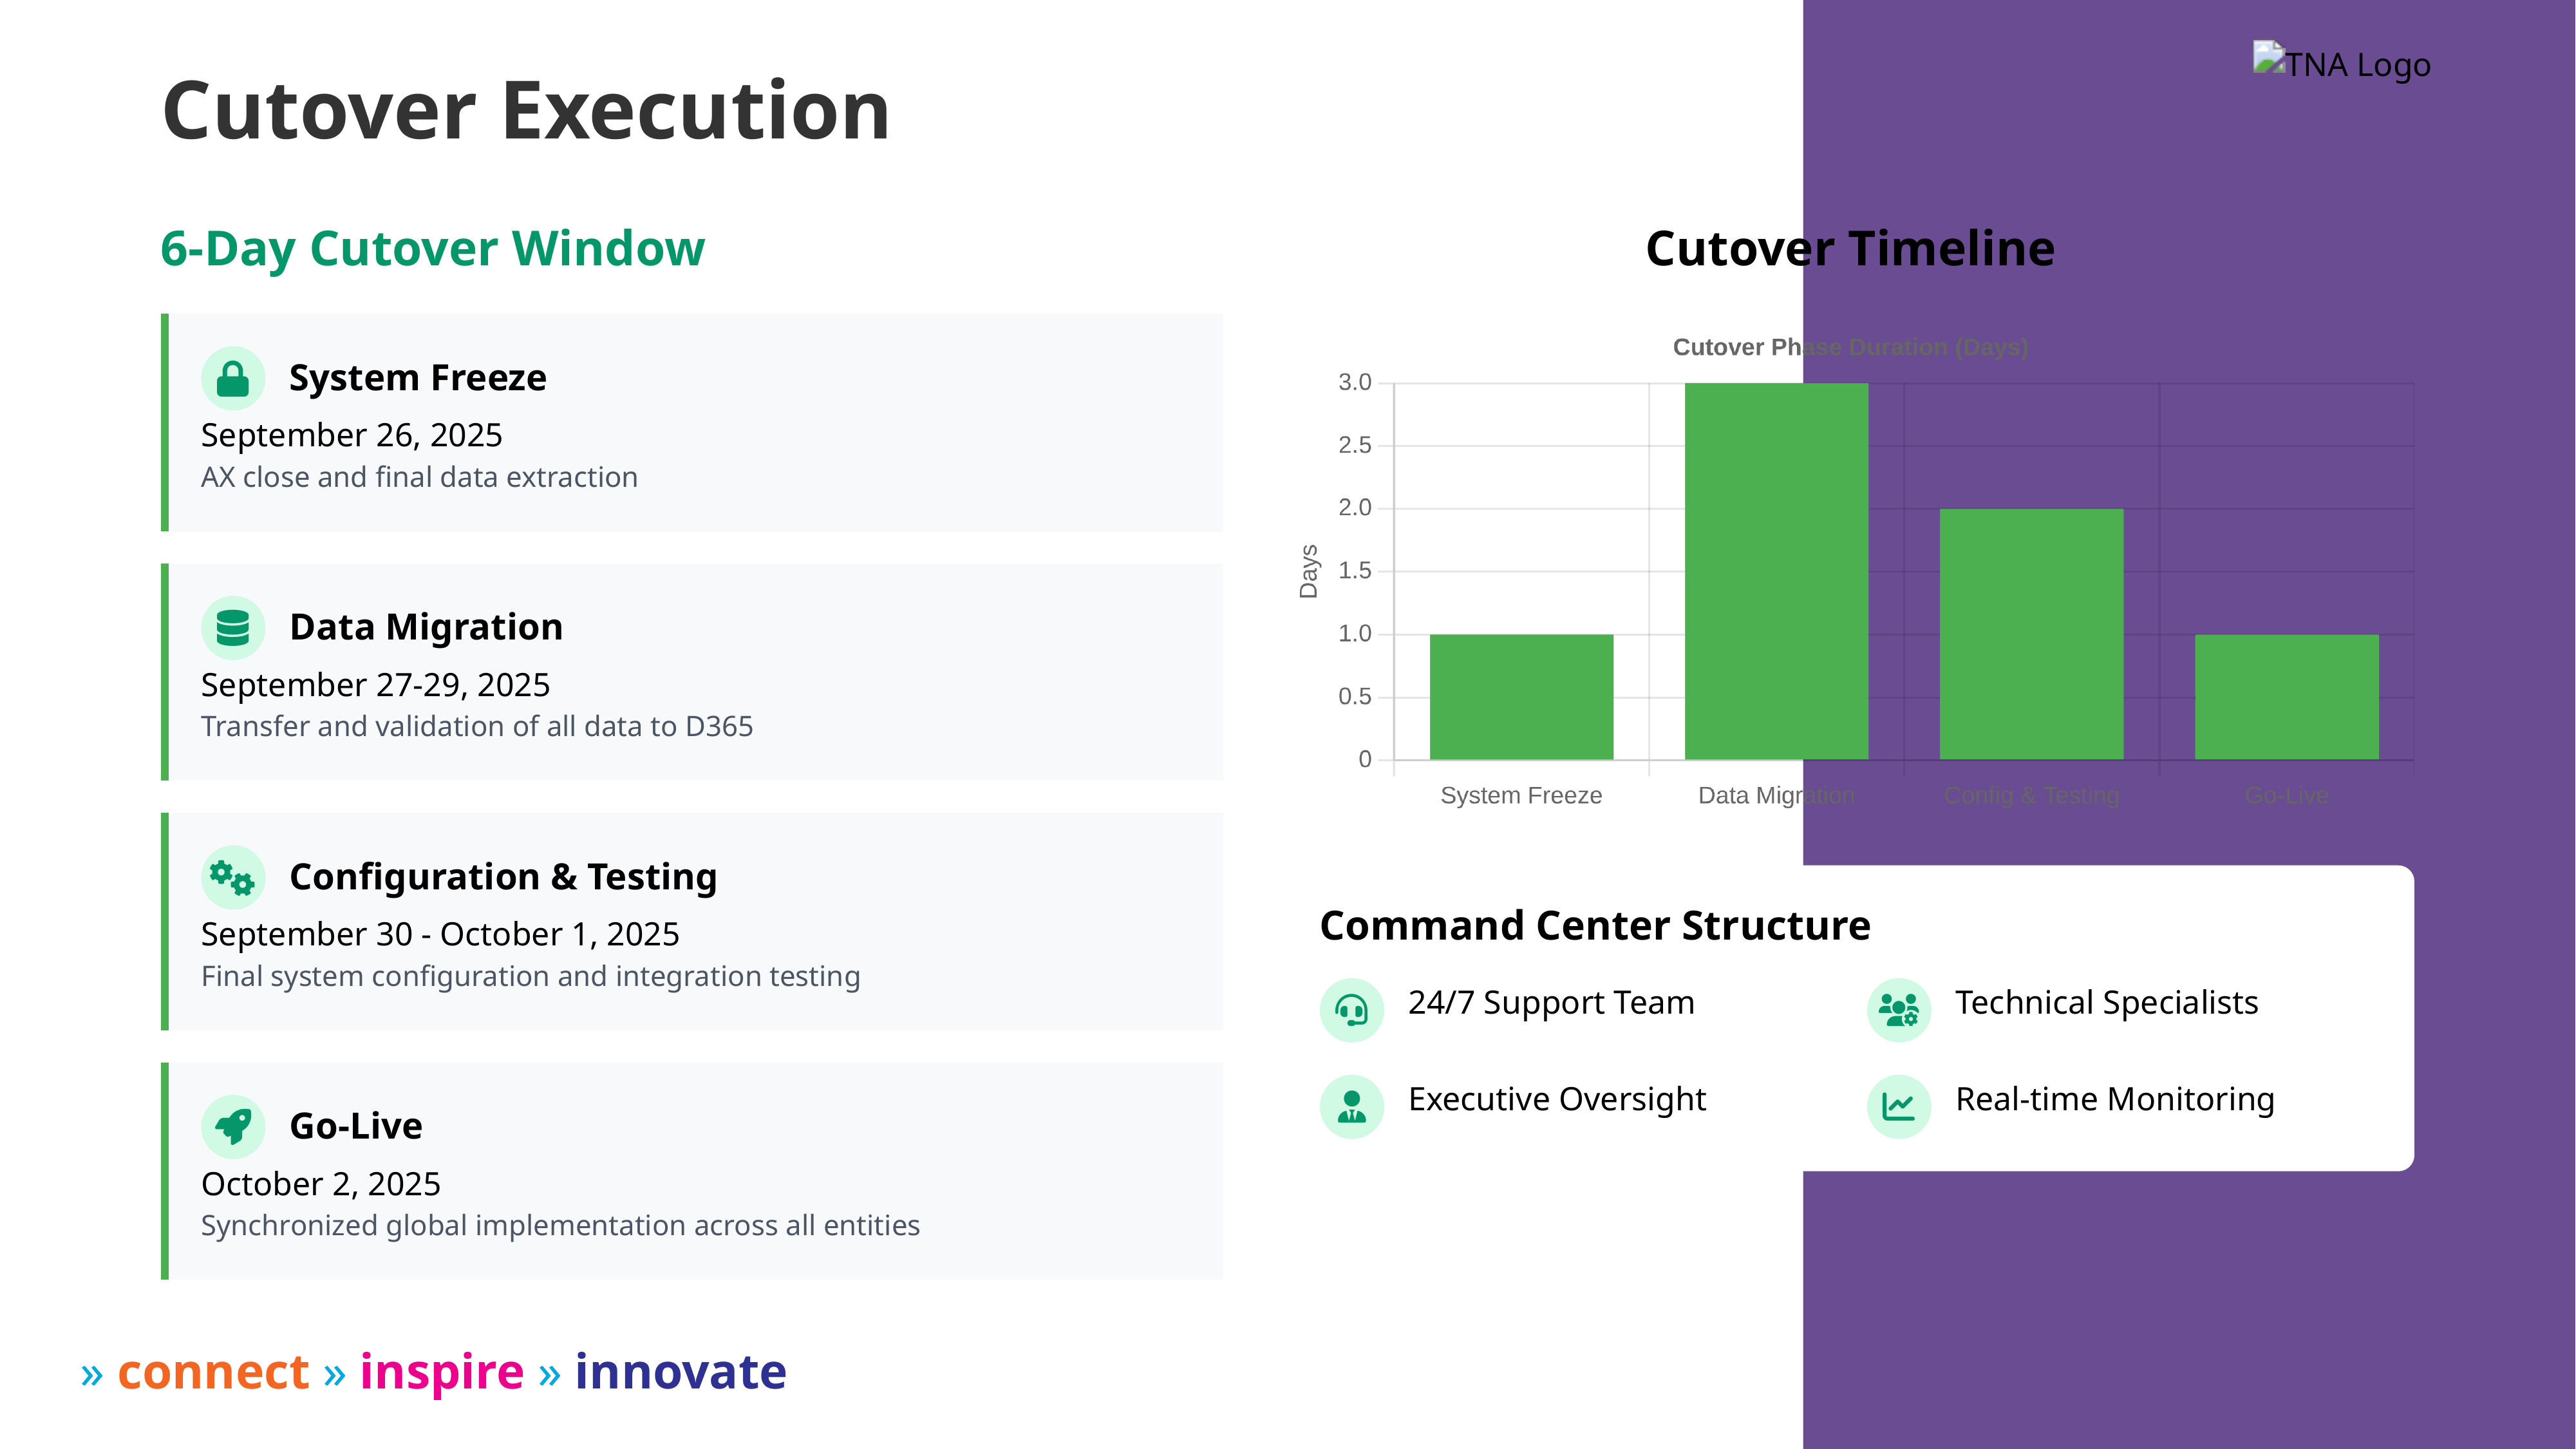 TNA Logo
Cutover Execution
6-Day Cutover Window
System Freeze
September 26, 2025
AX close and final data extraction
Data Migration
September 27-29, 2025
Transfer and validation of all data to D365
Configuration & Testing
September 30 - October 1, 2025
Final system configuration and integration testing
Go-Live
October 2, 2025
Synchronized global implementation across all entities
Cutover Timeline
Cutover Phase Duration (Days)
Days
3.0
2.5
2.0
1.5
1.0
0.5
0
System Freeze Data Migration Config & Testing Go-Live
Command Center Structure
24/7 Support Team
Technical Specialists
Executive Oversight
Real-time Monitoring
» connect » inspire » innovate